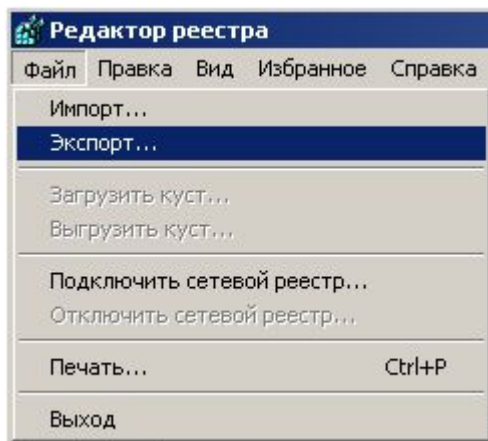 Редактор реестра
Файл Правка Вид Избранное Справка
Импорт...
Экспорт...
Загрузить куст...
Выгрузить куст...
Подключить сетевой реестр...
Отключить сетевой реестр...
Печать... Ctrl+P
Выход